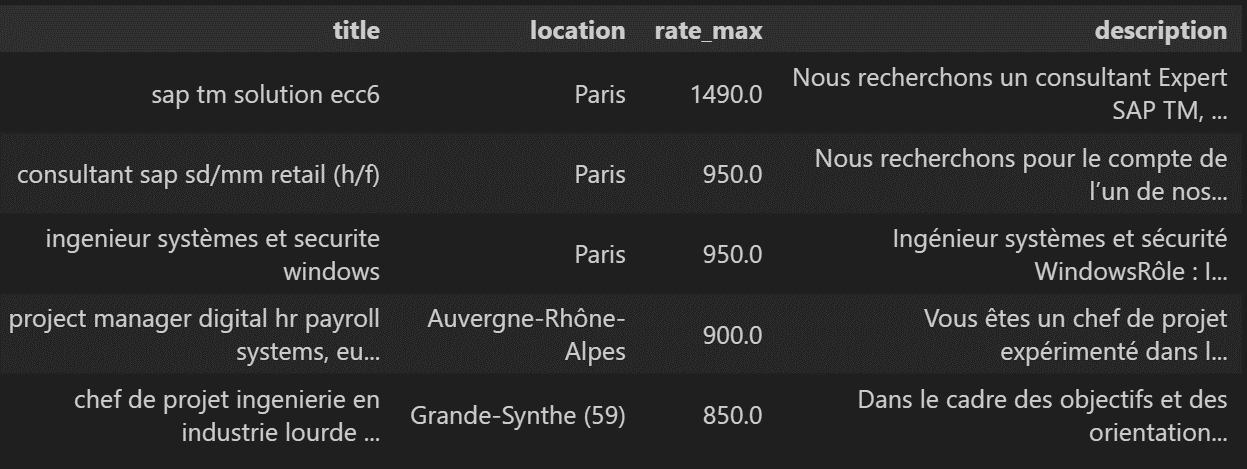 title location rate_max description
sap tm solution ecc6 Paris 1490.0 Nous recherchons un consultant Expert
SAP TM, ...
consultant sap sd/mm retail (h/f) Paris 950.0 Nous recherchons pour le compte de
l’un de nos...
ingenieur systèmes et securite
windows Paris 950.0 Ingénieur systèmes et sécurité
WindowsRôle : I...
project manager digital hr payroll
systems, eu... Auvergne-Rhône-
Alpes 900.0 Vous êtes un chef de projet
expérimenté dans l...
chef de projet ingenierie en
industrie lourde ... Grande-Synthe (59) 850.0 Dans le cadre des objectifs et des
orientation...